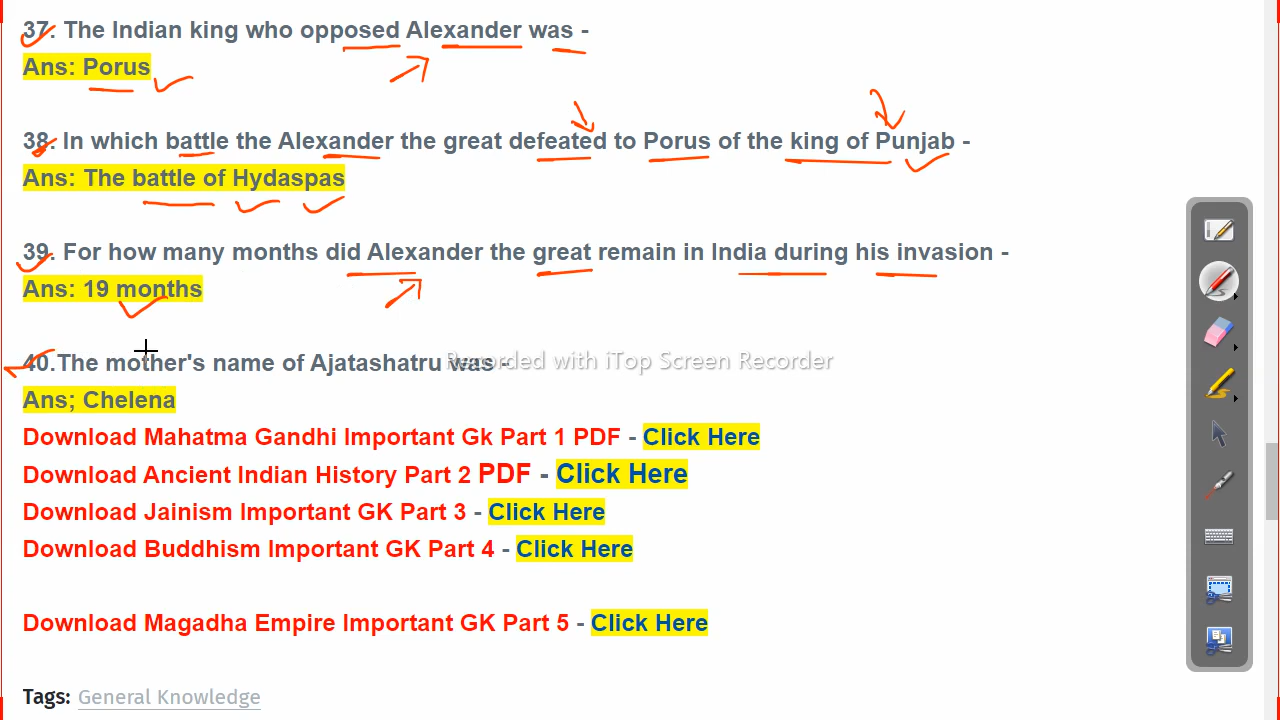 37. The Indian king who opposed Alexander was -
Ans: Porus
38. In which battle the Alexander the great defeated to Porus of the king of Punjab -
Ans: The battle of Hydaspas
39. For how many months did Alexander the great remain in India during his invasion -
Ans: 19 months
40.The mother's name of Ajatashatru was -
Recorded with iTop Screen Recorder
Ans; Chelena
Download Mahatma Gandhi Important Gk Part 1 PDF - Click Here
Download Ancient Indian History Part 2 PDF - Click Here
Download Jainism Important GK Part 3 - Click Here
Download Buddhism Important GK Part 4 - Click Here
Download Magadha Empire Important GK Part 5 - Click Here
Tags: General Knowledge